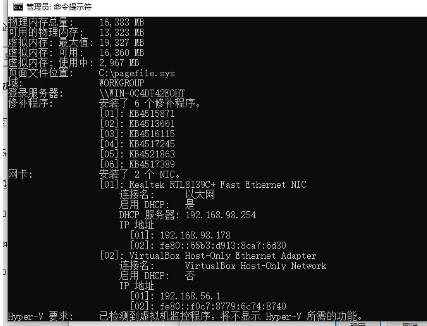 管理员: 命令提示符
物理内存总量: 16,383 MB
可用的物理内存: 13,323 MB
虚拟内存: 最大值: 19,327 MB
虚拟内存: 可用: 16,360 MB
虚拟内存: 使用中: 2,967 MB
页面文件位置: C:\pagefile.sys
域: WORKGROUP
登录服务器: \\WIN-0C4DT42ECHT
修补程序: 安装了 6 个修补程序。
[01]: KB4515871
[02]: KB4513661
[03]: KB4516115
[04]: KB4517245
[05]: KB4521863
[06]: KB4517389
网卡: 安装了 2 个 NIC。
[01]: Realtek RTL8139C+ Fast Ethernet NIC
连接名: 以太网
启用 DHCP: 是
DHCP 服务器: 192.168.98.254
IP 地址
[01]: 192.168.98.178
[02]: fe80::65b3:d913:8ca7:6d30
[02]: VirtualBox Host-Only Ethernet Adapter
连接名: VirtualBox Host-Only Network
启用 DHCP: 否
IP 地址
[01]: 192.168.56.1
[02]: fe80::f0c7:8779:6c74:8740
Hyper-V 要求: 已检测到虚拟机监控程序。将不显示 Hyper-V 所需的功能。